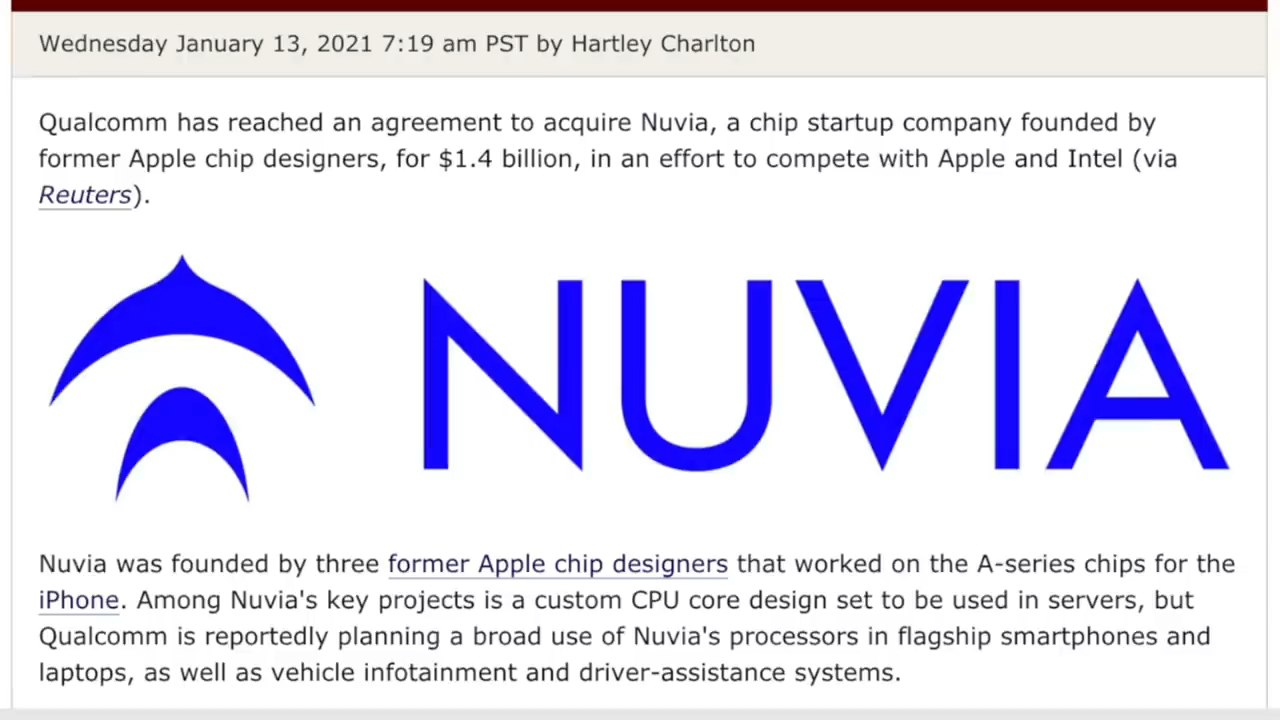 Wednesday January 13, 2021 7:19 am PST by Hartley Charlton
Qualcomm has reached an agreement to acquire Nuvia, a chip startup company founded by
former Apple chip designers, for $1.4 billion, in an effort to compete with Apple and Intel (via
Reuters).
NUVIA
Nuvia was founded by three former Apple chip designers that worked on the A-series chips for the
iPhone. Among Nuvia's key projects is a custom CPU core design set to be used in servers, but
Qualcomm is reportedly planning a broad use of Nuvia's processors in flagship smartphones and
laptops, as well as vehicle infotainment and driver-assistance systems.